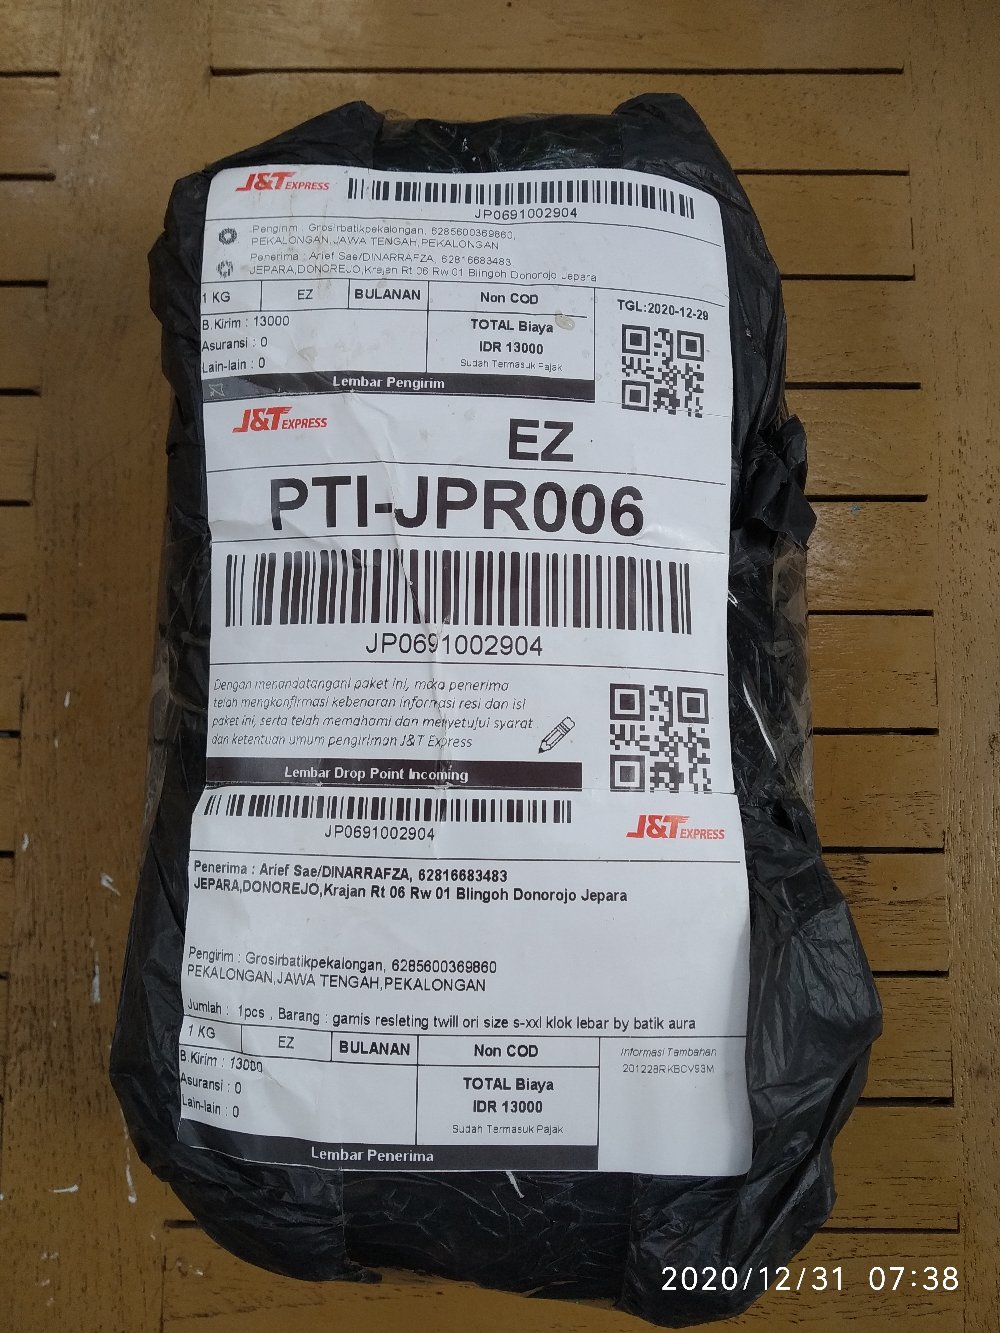 J&T EXPRESS
JP0691002904
Pengirim : Grosirbatikpekalongan, 6285600369860,
PEKALONGAN,JAWA TENGAH,PEKALONGAN
Penerima : Arief Sae/DINARRAFZA, 62816683483,
JEPARA,DONOREJO,Krajan Rt 06 Rw 01 Blingoh Donorojo Jepara
1 KG EZ BULANAN Non COD
TGL:2020-12-29
B.Kirim : 13000
Asuransi : 0
Lain-lain : 0
TOTAL Biaya
IDR 13000
Sudah Termasuk Pajak
Lembar Pengirim
J&T EXPRESS
EZ
PTI-JPR006
JP0691002904
Dengan menandatangani paket ini, maka penerima
telah mengkonfirmasi kebenaran informasi resi dan isi
paket ini, serta telah memahami dan menyetujui syarat
dan ketentuan umum pengiriman J&T Express
Lembar Drop Point Incoming
JP0691002904
J&T EXPRESS
Penerima : Arief Sae/DINARRAFZA, 62816683483
JEPARA,DONOREJO,Krajan Rt 06 Rw 01 Blingoh Donorojo Jepara
Pengirim : Grosirbatikpekalongan, 6285600369860
PEKALONGAN,JAWA TENGAH,PEKALONGAN
Jumlah : 1pcs , Barang : gamis resleting twill ori size s-xxl klok lebar by batik aura
1 KG EZ BULANAN Non COD
B.Kirim : 13000
Asuransi : 0
Lain-lain : 0
TOTAL Biaya
IDR 13000
Sudah Termasuk Pajak
Informasi Tambahan
201228RKBCV93M
Lembar Penerima
2020/12/31 07:38